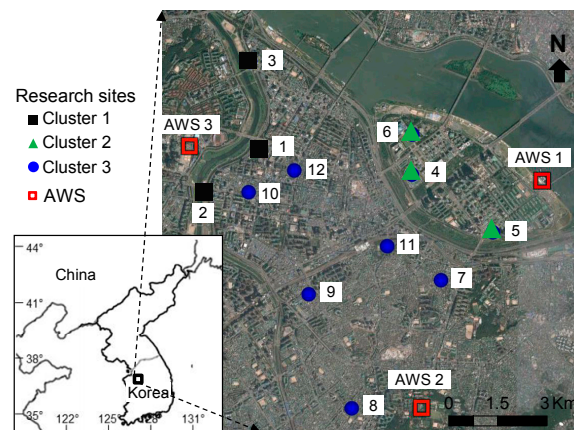 Research sites
Cluster 1
Cluster 2
Cluster 3
AWS
3
N
AWS 3
6
1
AWS 1
12
4
2
10
5
11
7
9
AWS 2
8
0 1.5 3 Km
44°
China
41°
38°
Korea
35°
122°
125°
128°
131°